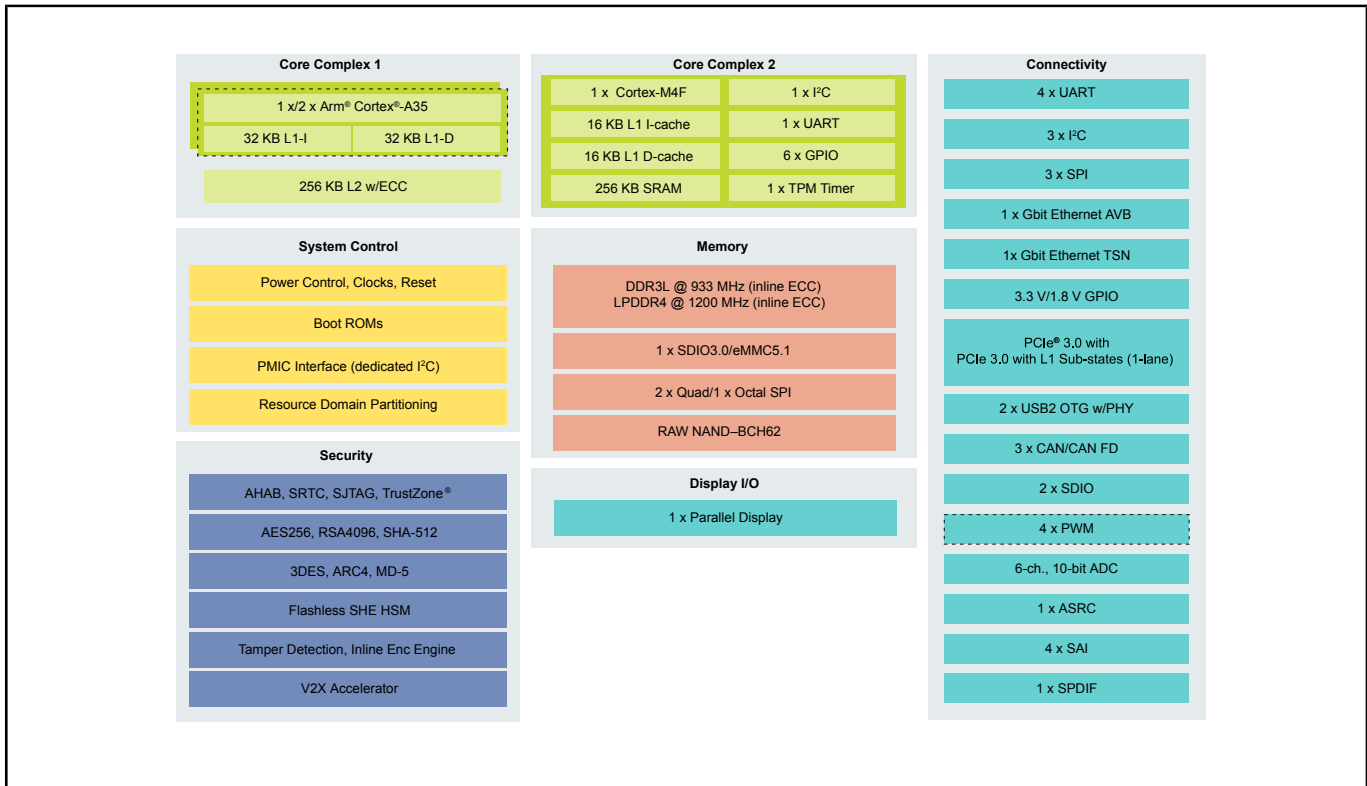 Core Complex 1
1 x/2 x Arm® Cortex®-A35
32 KB L1-I
32 KB L1-D
256 KB L2 w/ECC
Core Complex 2
1 x Cortex-M4F
1 x I²C
16 KB L1 I-cache
1 x UART
16 KB L1 D-cache
6 x GPIO
256 KB SRAM
1 x TPM Timer
Connectivity
4 x UART
3 x I²C
3 x SPI
1 x Gbit Ethernet AVB
1x Gbit Ethernet TSN
3.3 V/1.8 V GPIO
PCIe® 3.0 with
PCIe 3.0 with L1 Sub-states (1-lane)
2 x USB2 OTG w/PHY
3 x CAN/CAN FD
2 x SDIO
4 x PWM
6-ch., 10-bit ADC
1 x ASRC
4 x SAI
1 x SPDIF
System Control
Power Control, Clocks, Reset
Boot ROMs
PMIC Interface (dedicated I²C)
Resource Domain Partitioning
Memory
DDR3L @ 933 MHz (inline ECC)
LPDDR4 @ 1200 MHz (inline ECC)
1 x SDIO3.0/eMMC5.1
2 x Quad/1 x Octal SPI
RAW NAND–BCH62
Security
AHAB, SRTC, SJTAG, TrustZone®
AES256, RSA4096, SHA-512
3DES, ARC4, MD-5
Flashless SHE HSM
Tamper Detection, Inline Enc Engine
V2X Accelerator
Display I/O
1 x Parallel Display